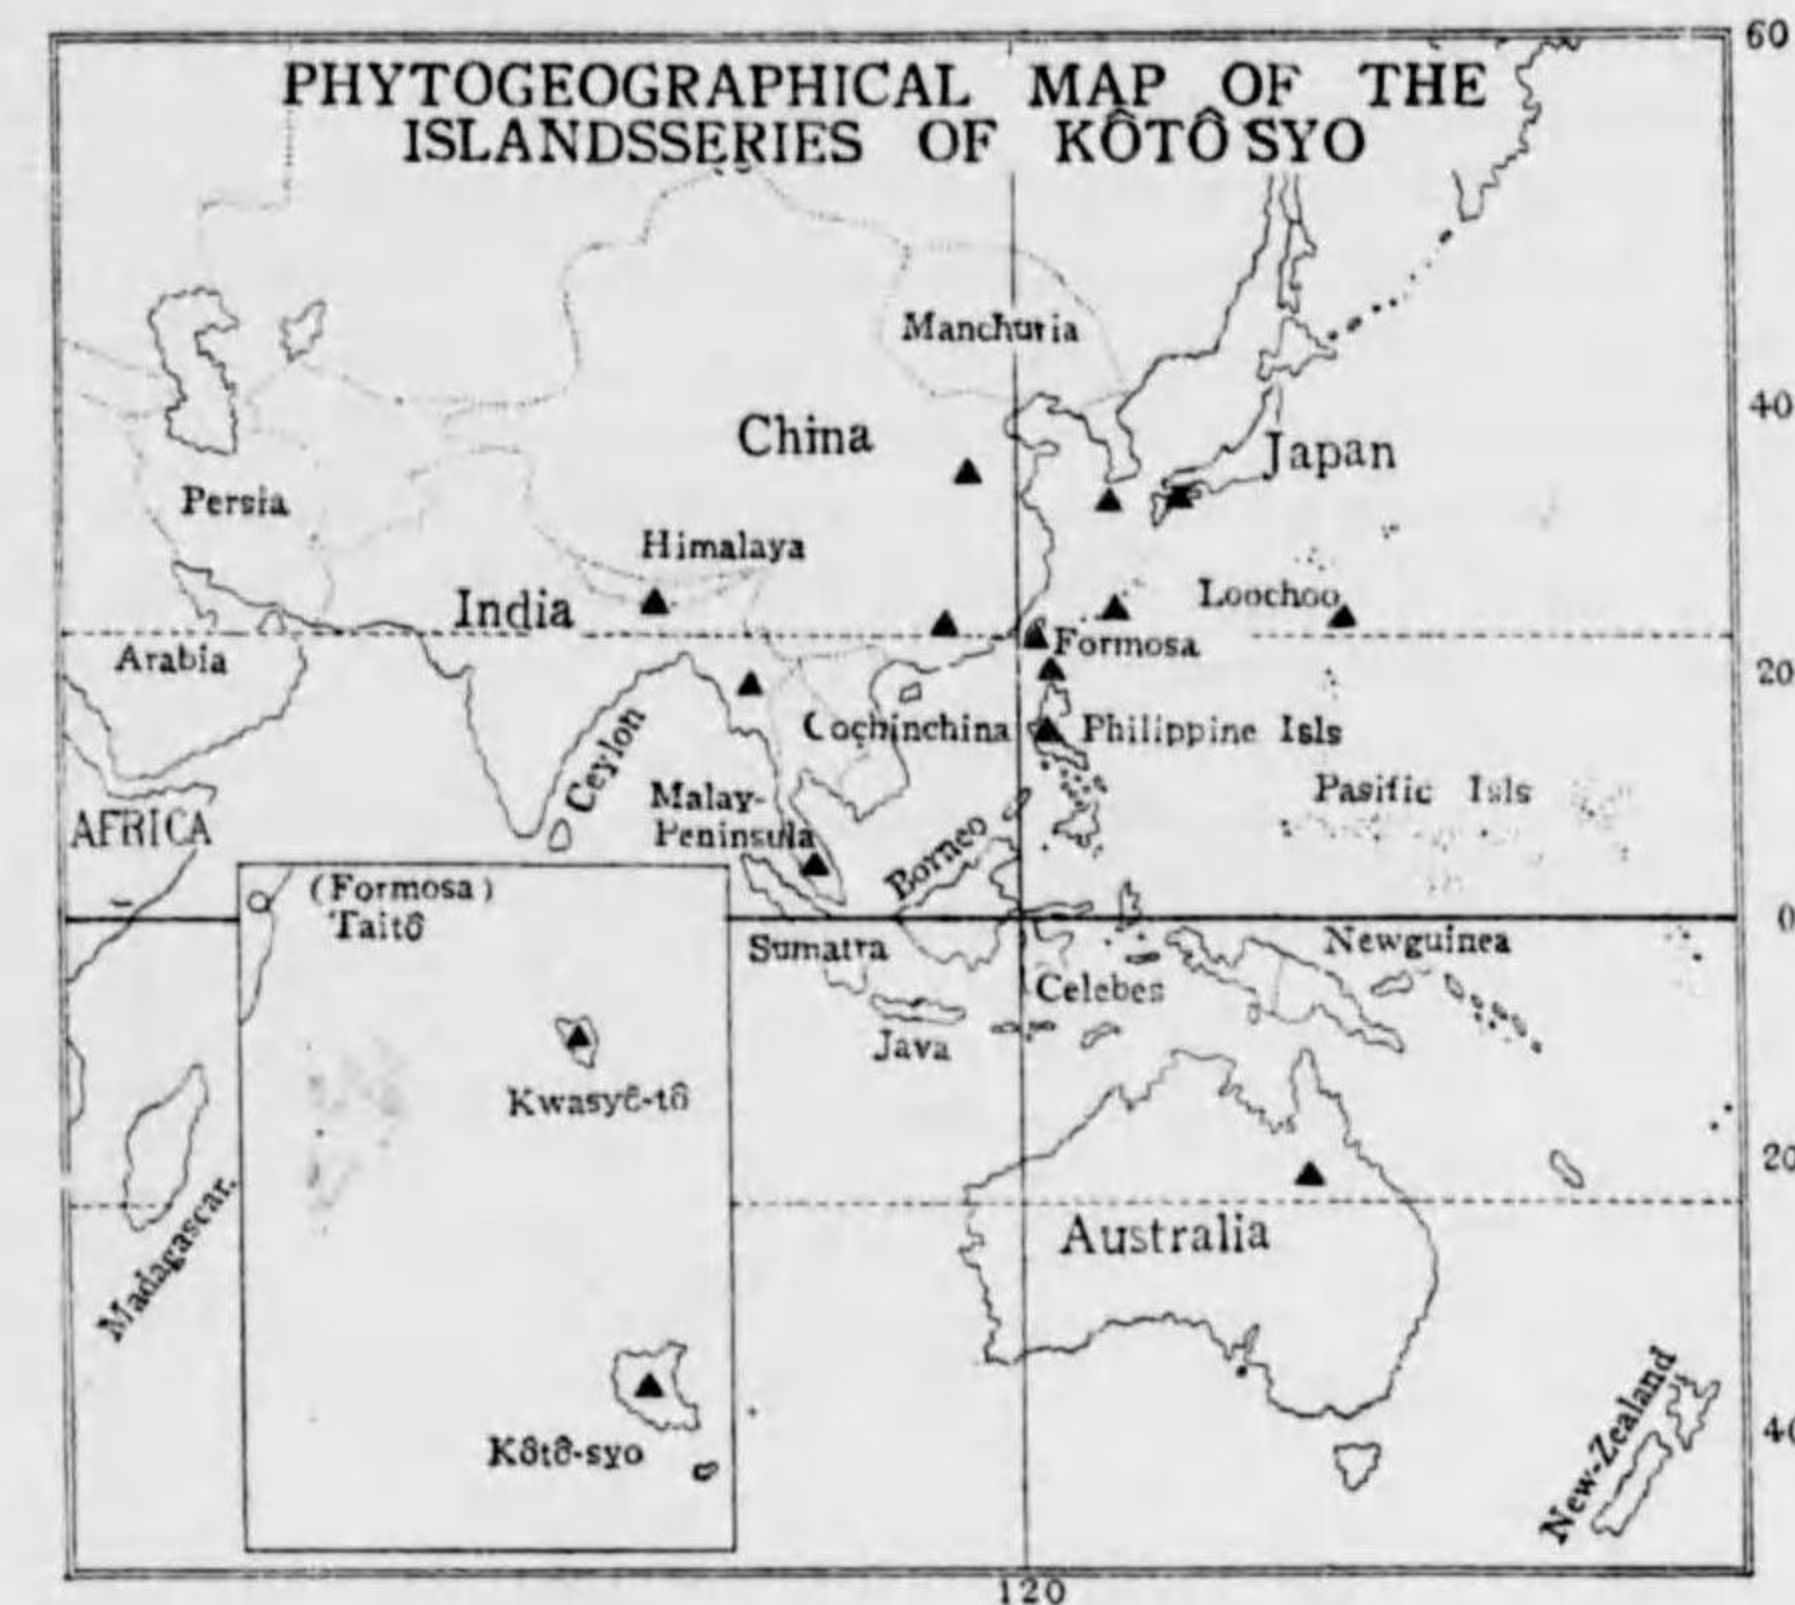 PHYTOGEOGRAPHICAL MAP OF THE
ISLANDSSERIES OF KÔTÔ SYO
60
Manchuria
40
China
Japan
Persia
Himalaya
India
Loochoo
Arabia
Formosa
20
Ceylon
Cochinchina
Philippine Isls
Malay-
Peninsula
Pasific Isls
AFRICA
Borneo
(Formosa)
Taitô
0
Sumatra
Newguinea
Celebes
Java
Kwasyô-tô
20
Madagascar.
Australia
Kôtô-syo
New-Zealand
40
120